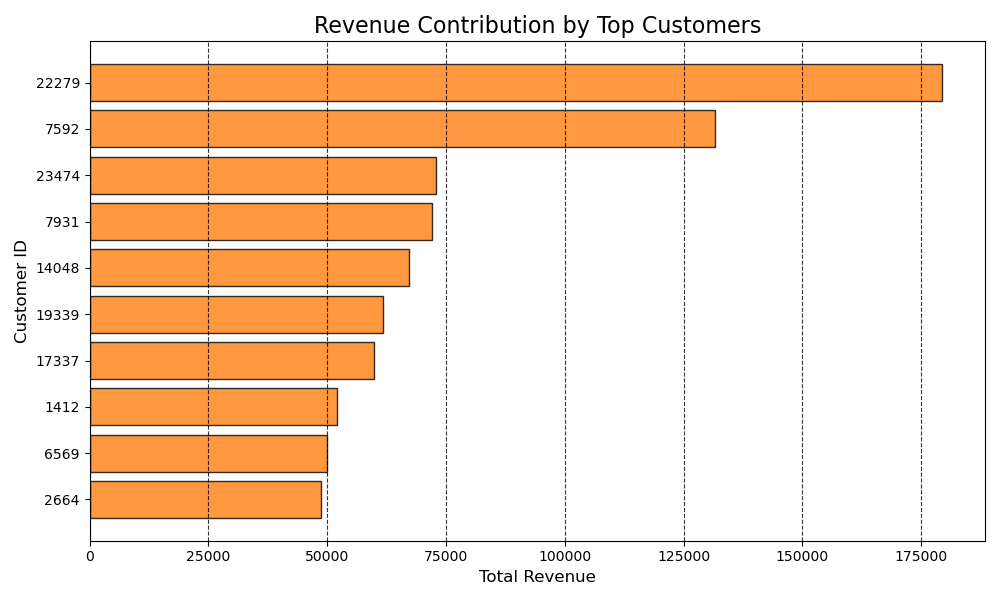 Revenue Contribution by Top Customers
Customer ID
22279
7592
23474
7931
14048
19339
17337
1412
6569
2664
0 25000 50000 75000 100000 125000 150000 175000
Total Revenue